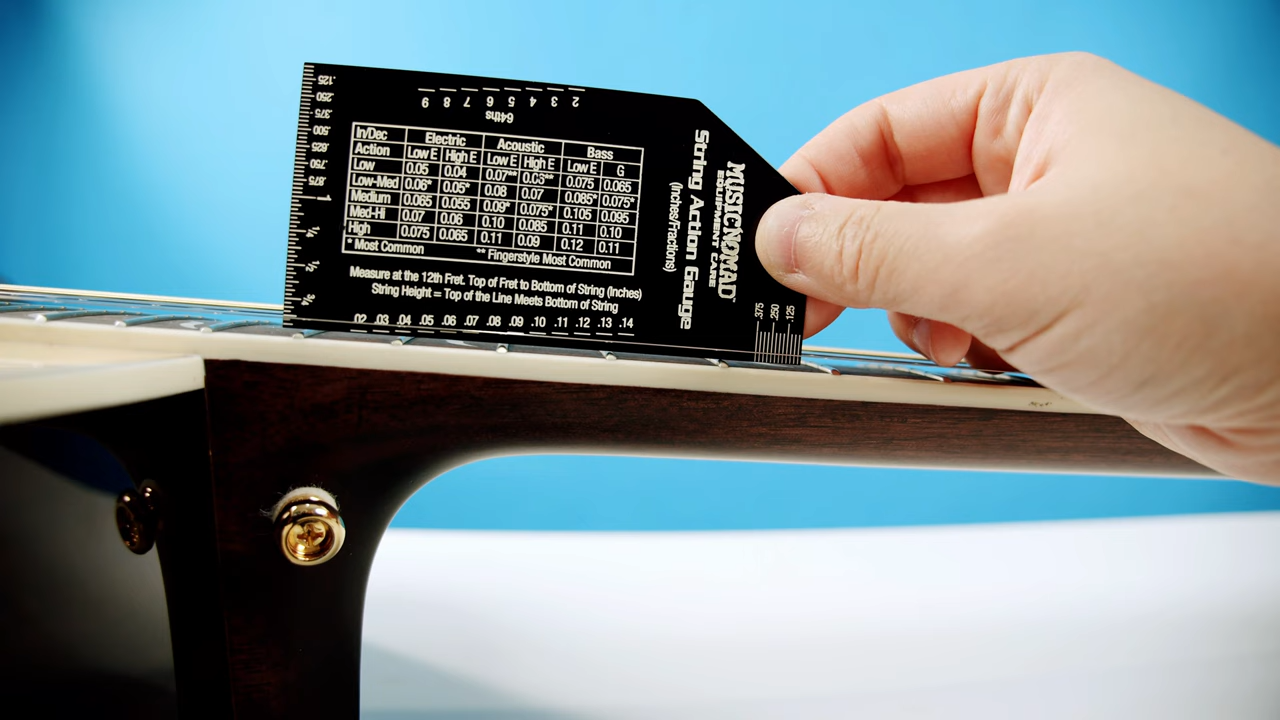 .125
.250
.375
.500
.625
.750
.875
1
1/4
1/2
3/4
9 8 7 6 5 4 3 2
64ths
In/Dec Electric Acoustic Bass
Action Low E High E Low E High E Low E G
Low 0.05 0.04 0.07** 0.06** 0.075 0.065
Low-Med 0.06* 0.05* 0.08 0.07 0.085* 0.075*
Medium 0.065 0.055 0.09* 0.075* 0.105 0.095
Med-Hi 0.07 0.06 0.10 0.085 0.11 0.10
High 0.075 0.065 0.11 0.09 0.12 0.11
* Most Common ** Fingerstyle Most Common
Measure at the 12th Fret. Top of Fret to Bottom of String (Inches)
String Height = Top of the Line Meets Bottom of String
.02 .03 .04 .05 .06 .07 .08 .09 .10 .11 .12 .13 .14
MUSICNOMAD
EQUIPMENT CARE
String Action Gauge
(Inches/Fractions)
.375 .250 .125